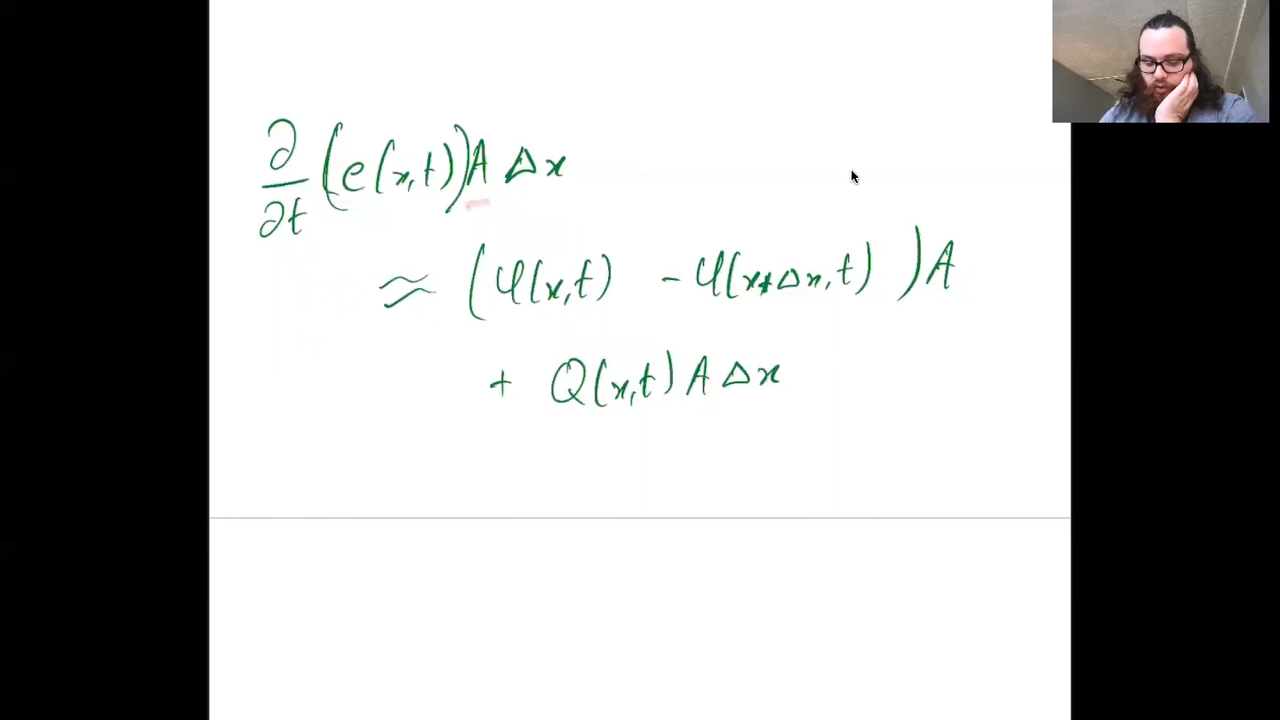 ∂/∂t (e(x,t))A Δx
≈ (φ(x,t) - φ(x+Δx,t) )A
+ Q(x,t) A Δx